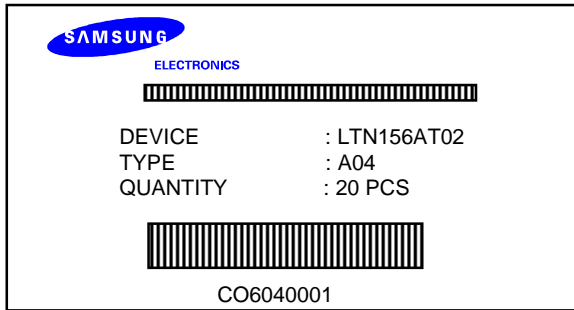 SAMSUNG
ELECTRONICS
DEVICE : LTN156AT02
TYPE : A04
QUANTITY : 20 PCS
CO6040001